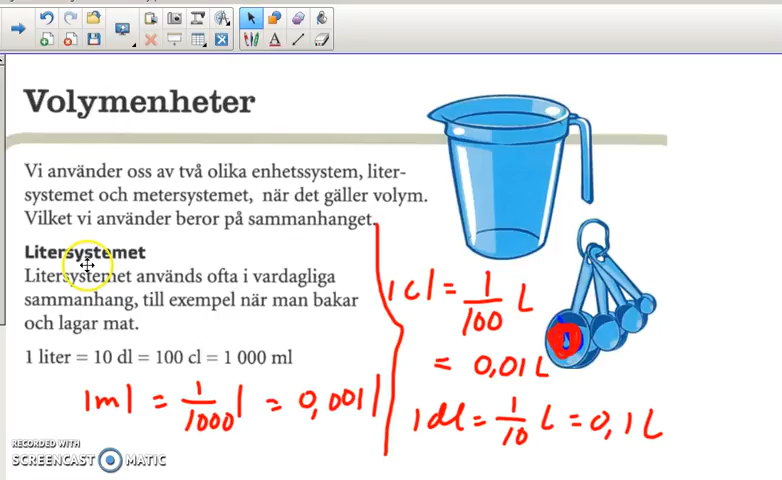 Volymenheter
Vi använder oss av två olika enhetssystem, liter-
systemet och metersystemet, när det gäller volym.
Vilket vi använder beror på sammanhanget.
Litersystemet
Litersystemet används ofta i vardagliga
sammanhang, till exempel när man bakar
och lagar mat.
1 liter = 10 dl = 100 cl = 1 000 ml
1ml = 1/1000 l = 0,001 l
1cl = 1/100 L
= 0,01L
1dl = 1/10 L = 0,1L
RECORDED WITH
SCREENCAST MATIC